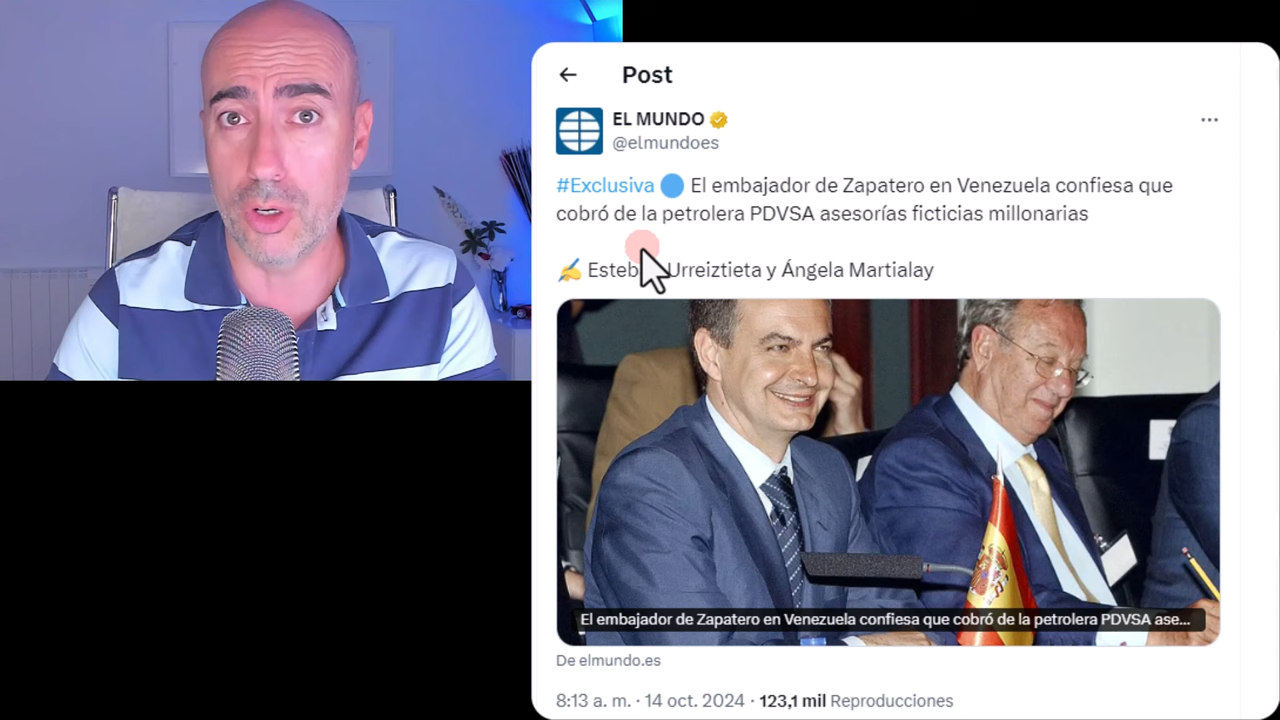 Post
EL MUNDO
@elmundoes
#Exclusiva El embajador de Zapatero en Venezuela confiesa que
cobró de la petrolera PDVSA asesorías ficticias millonarias
Urreiztieta y Ángela Martialay
El embajador de Zapatero en Venezuela confiesa que cobró de la petrolera PDVSA ase...
De elmundo.es
8:13 a. m. · 14 oct. 2024 · 123,1 mil Reproducciones